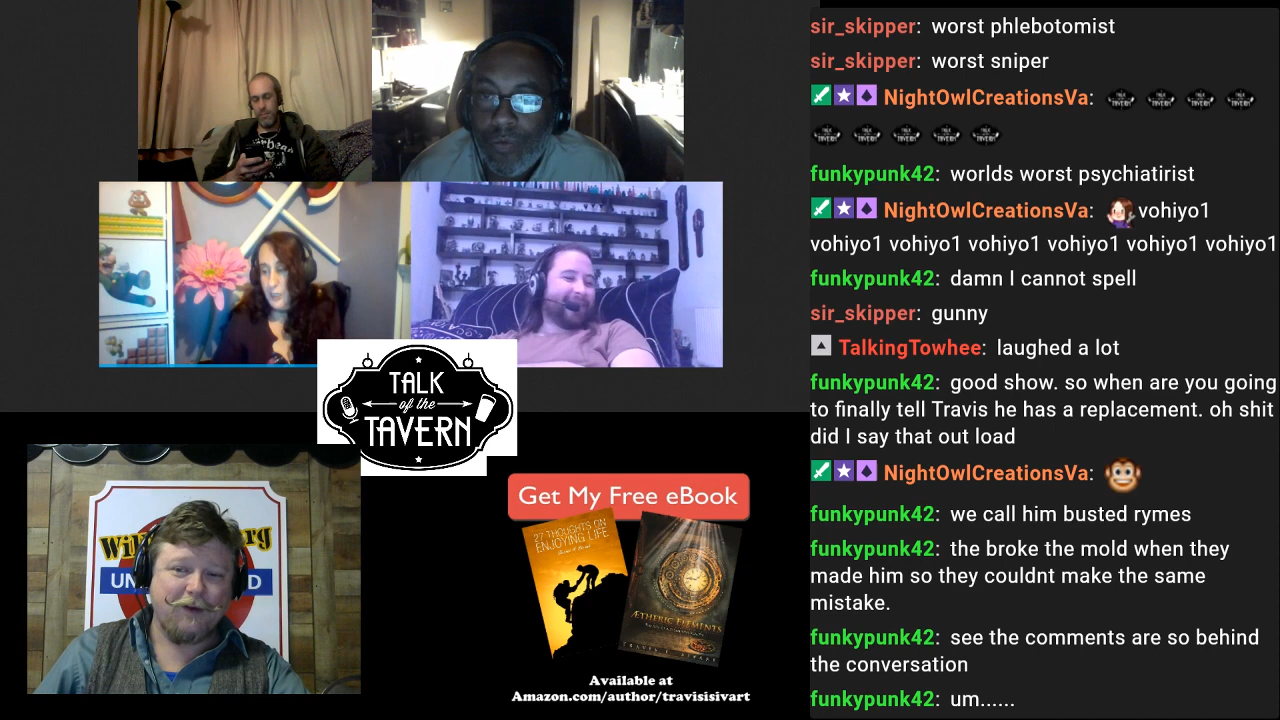 TALK
of the
TAVERN
Wil
rg
UN
D
Get My Free eBook
27 THOUGHTS ON
ENJOYING LIFE
ÆTHERIC ELEMENTS
Available at
Amazon.com/author/travisisivart
sir_skipper: worst phlebotomist
sir_skipper: worst sniper
NightOwlCreationsVa:
funkypunk42: worlds worst psychiatirist
NightOwlCreationsVa: vohiyo1
vohiyo1 vohiyo1 vohiyo1 vohiyo1 vohiyo1 vohiyo1
funkypunk42: damn I cannot spell
sir_skipper: gunny
TalkingTowhee: laughed a lot
funkypunk42: good show. so when are you going
to finally tell Travis he has a replacement. oh shit
did I say that out load
NightOwlCreationsVa:
funkypunk42: we call him busted rymes
funkypunk42: the broke the mold when they
made him so they couldnt make the same
mistake.
funkypunk42: see the comments are so behind
the conversation
funkypunk42: um......